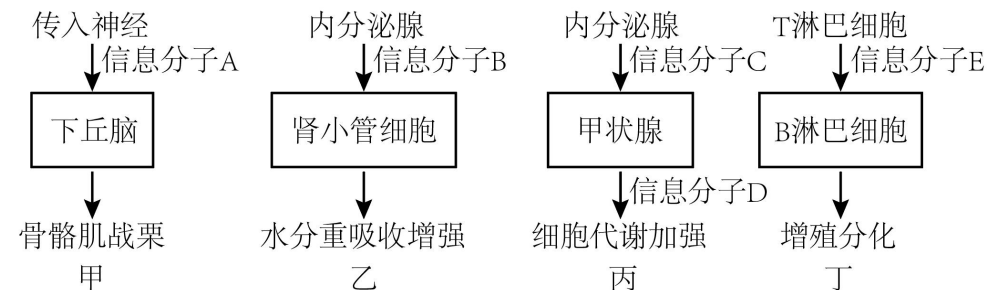 传入神经
信息分子A
下丘脑
骨骼肌战栗
甲
内分泌腺
信息分子B
肾小管细胞
水分重吸收增强
乙
内分泌腺
信息分子C
甲状腺
信息分子D
细胞代谢加强
丙
T淋巴细胞
信息分子E
B淋巴细胞
增殖分化
丁